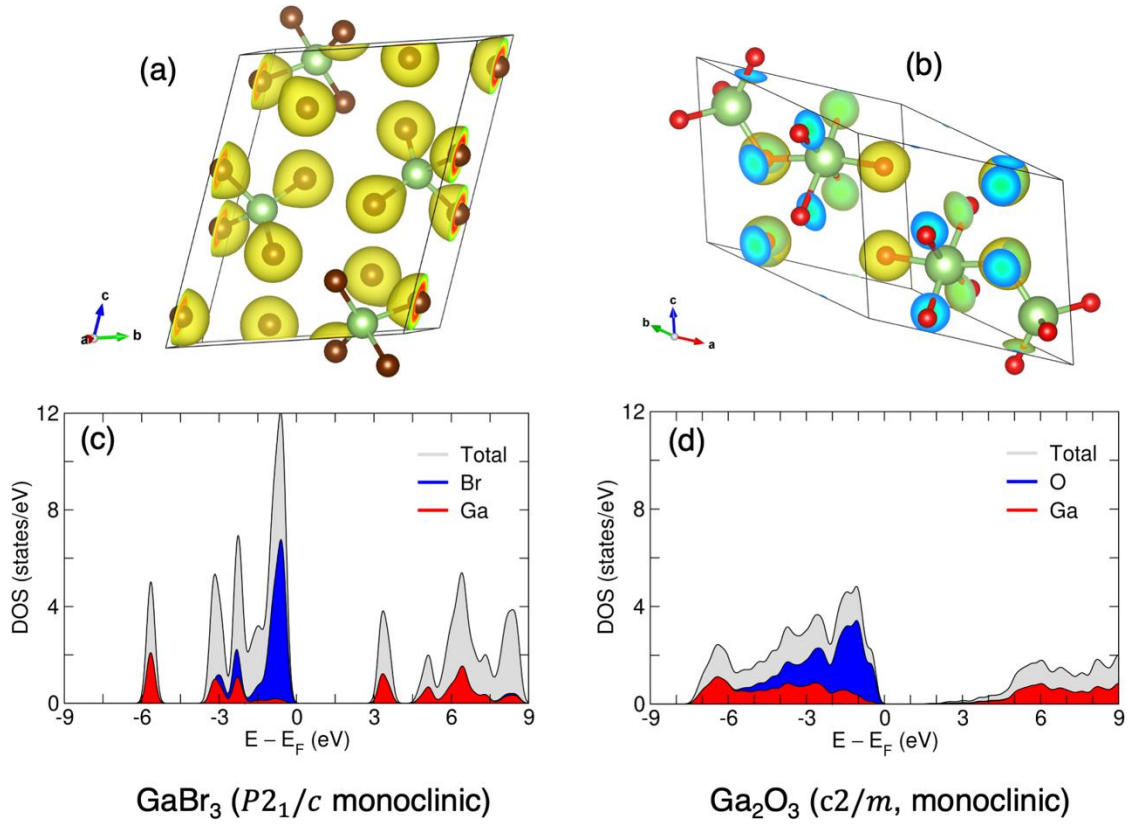 (a)
(b)
c
a
b
c
b
a
(c)
12
8
4
0
DOS (states/eV)
Total
Br
Ga
-9 -6 -3 0 3 6 9
E − E_F (eV)
(d)
12
8
4
0
DOS (states/eV)
Total
O
Ga
-9 -6 -3 0 3 6 9
E − E_F (eV)
GaBr₃ (P2₁/c monoclinic)
Ga₂O₃ (c2/m, monoclinic)